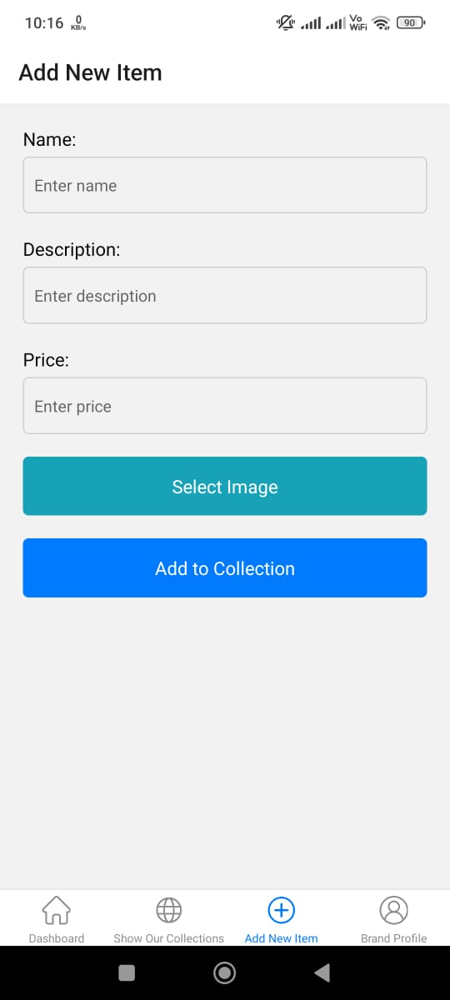 10:16 0 KB/s Vo WiFi 90
Add New Item
Name:
Enter name
Description:
Enter description
Price:
Enter price
Select Image
Add to Collection
Dashboard Show Our Collections Add New Item Brand Profile